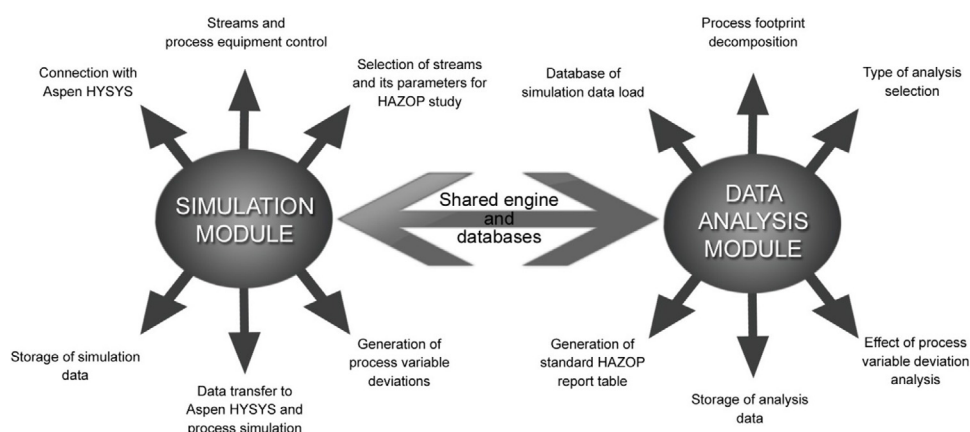 Streams and
process equipment control
Connection with
Aspen HYSYS
Selection of streams
and its parameters for
HAZOP study
SIMULATION
MODULE
Storage of simulation
data
Data transfer to
Aspen HYSYS and
process simulation
Generation of
process variable
deviations
Shared engine
and
databases
Process footprint
decomposition
Database of
simulation data load
Type of analysis
selection
DATA
ANALYSIS
MODULE
Generation of
standard HAZOP
report table
Storage of analysis
data
Effect of process
variable deviation
analysis